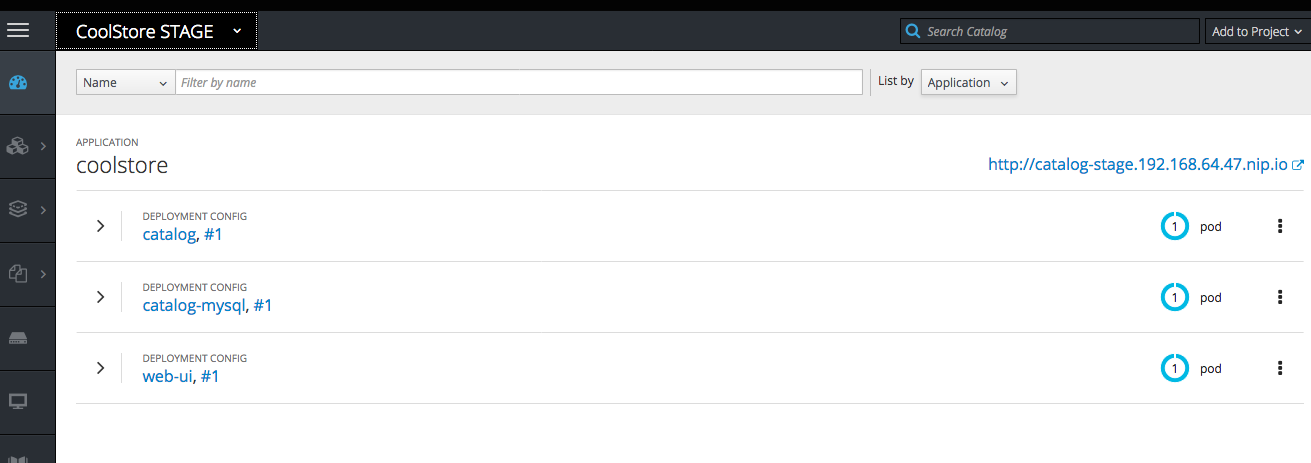 CoolStore STAGE
Search Catalog
Add to Project
Name
Filter by name
List by
Application
APPLICATION
coolstore
http://catalog-stage.192.168.64.47.nip.io
DEPLOYMENT CONFIG
catalog, #1
1 pod
DEPLOYMENT CONFIG
catalog-mysql, #1
1 pod
DEPLOYMENT CONFIG
web-ui, #1
1 pod